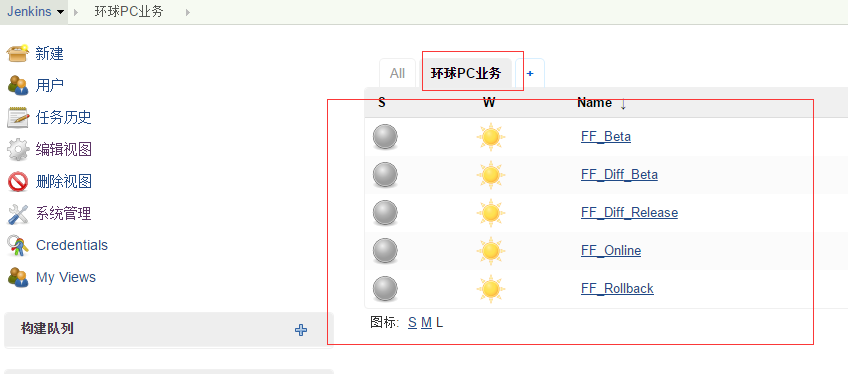 Jenkins 环球PC业务
新建
用户
任务历史
编辑视图
删除视图
系统管理
Credentials
My Views
构建队列
All 环球PC业务 +
S W Name ↓
FF_Beta
FF_Diff_Beta
FF_Diff_Release
FF_Online
FF_Rollback
图标: S M L